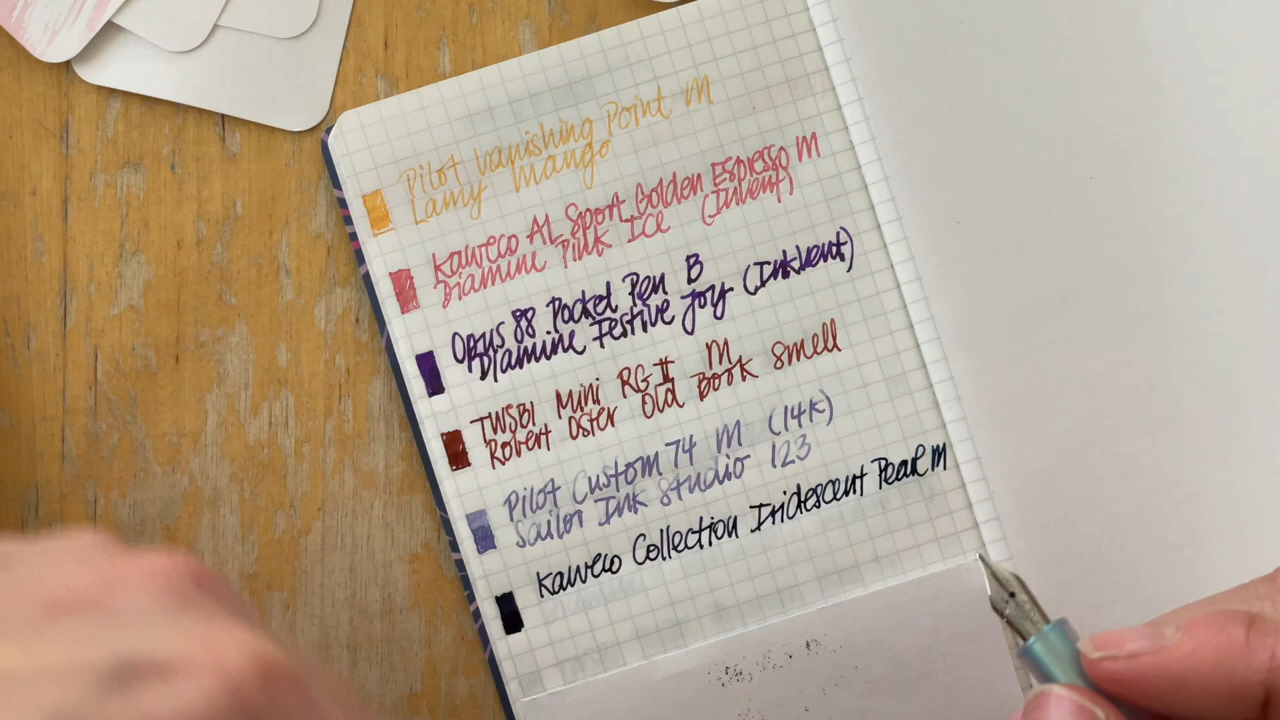 Pilot Vanishing Point M
Lamy Mango
Kaweco AL Sport Golden Espresso M
Diamine Pink Ice (Invent)
Opus 88 Pocket Pen B
Diamine Festive Joy (Inkvent)
TWSBI Mini RG II M
Robert Oster Old Book Smell
Pilot Custom 74 M (14K)
Sailor Ink Studio 123
Kaweco Collection Iridescent Pearl M